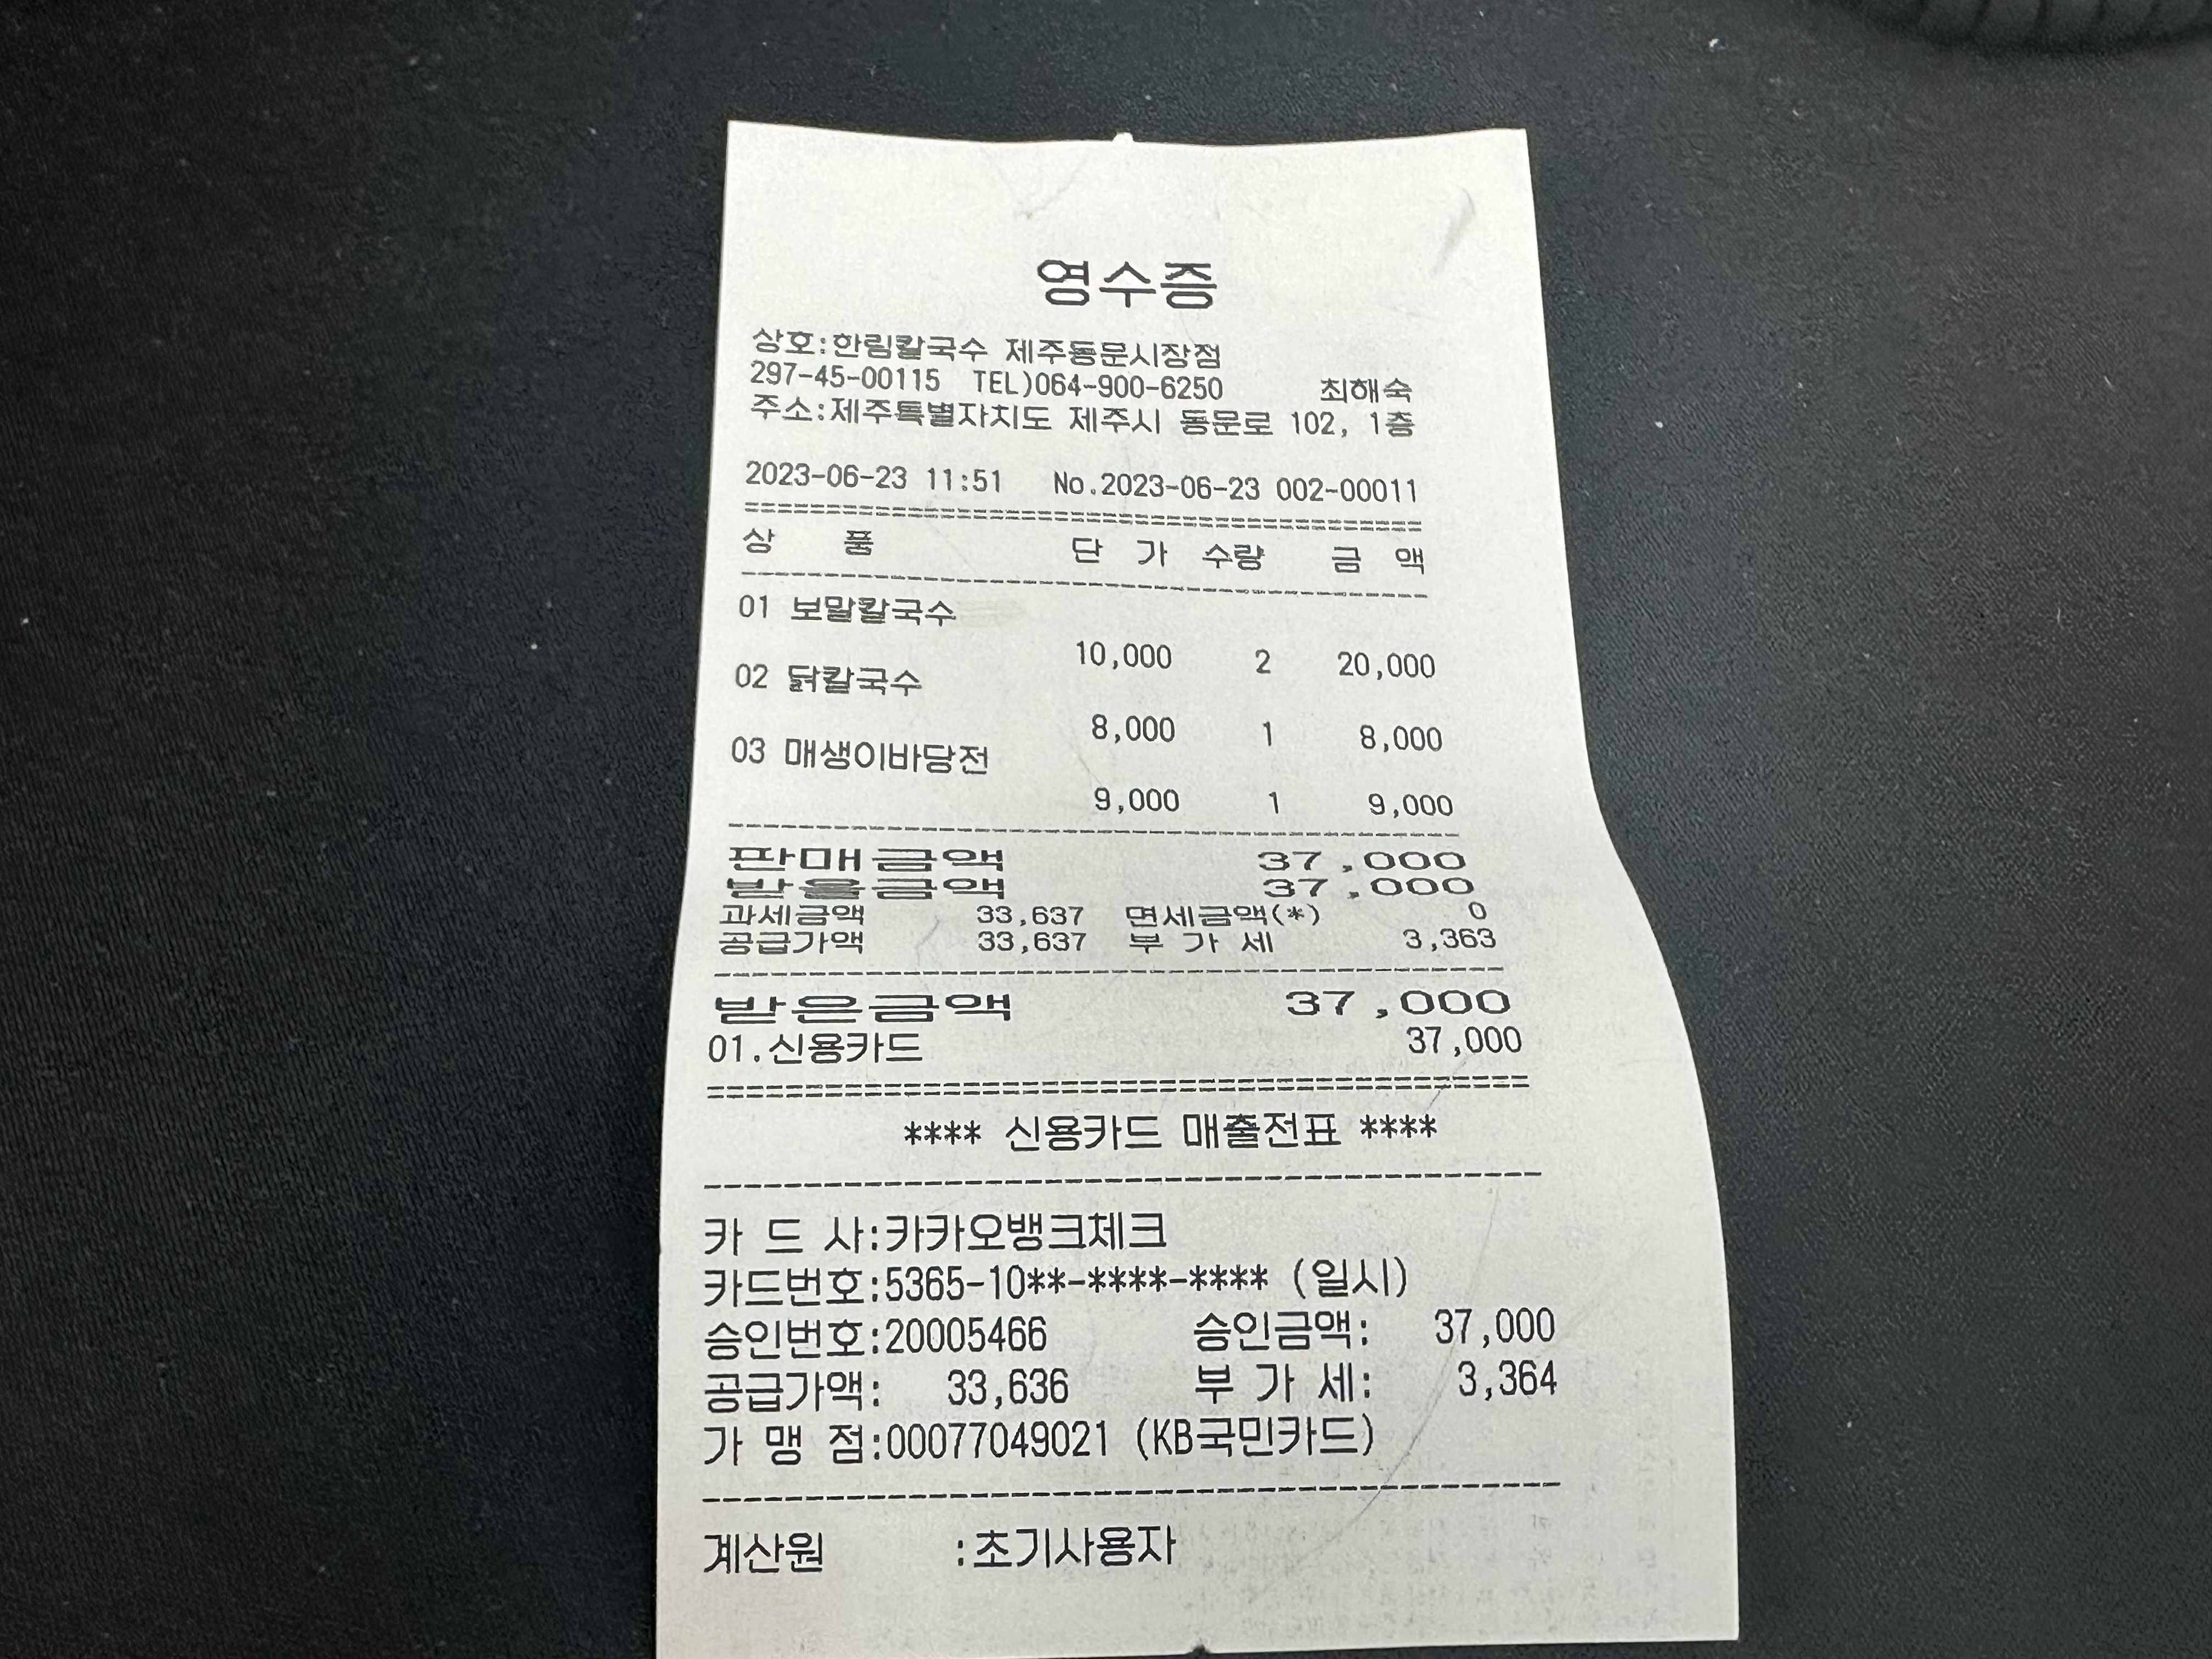 영수증
상호:한림칼국수 제주동문시장점
297-45-00115 TEL)064-900-6250 최해숙
주소:제주특별자치도 제주시 동문로 102, 1층
2023-06-23 11:51 No.2023-06-23 002-00011
==========================================
상 품 단 가 수량 금 액
------------------------------------------
01 보말칼국수
10,000 2 20,000
02 닭칼국수
8,000 1 8,000
03 매생이바당전
9,000 1 9,000
------------------------------------------
판매금액 37,000
받을금액 37,000
과세금액 33,637 면세금액(*) 0
공급가액 33,637 부 가 세 3,363
------------------------------------------
받은금액 37,000
01.신용카드 37,000
==========================================
**** 신용카드 매출전표 ****
------------------------------------------
카 드 사:카카오뱅크체크
카드번호:5365-10**-****-**** (일시)
승인번호:20005466 승인금액: 37,000
공급가액: 33,636 부 가 세: 3,364
가 맹 점:00077049021 (KB국민카드)
------------------------------------------
계산원 :초기사용자